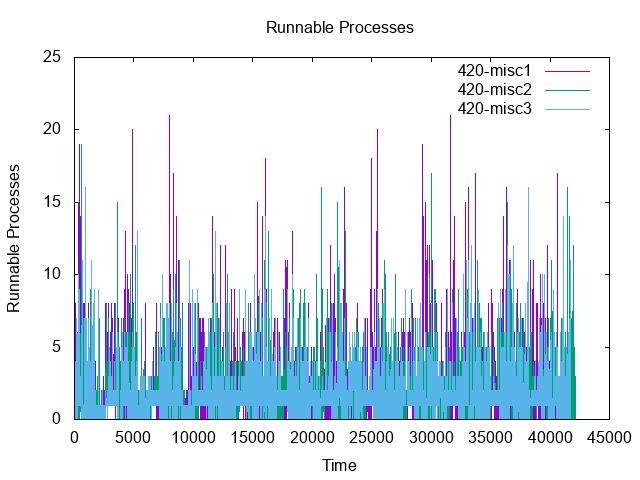 Runnable Processes
25
20
15
10
5
0
Runnable Processes
420-misc1
420-misc2
420-misc3
0 5000 10000 15000 20000 25000 30000 35000 40000 45000
Time